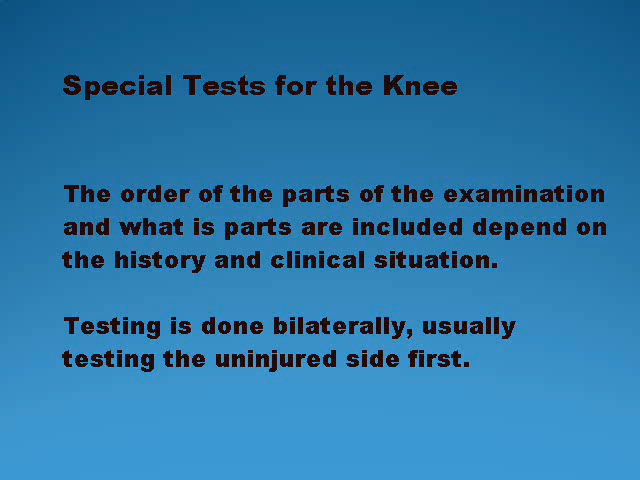 Special Tests for the Knee
The order of the parts of the examination
and what is parts are included depend on
the history and clinical situation.
Testing is done bilaterally, usually
testing the uninjured side first.